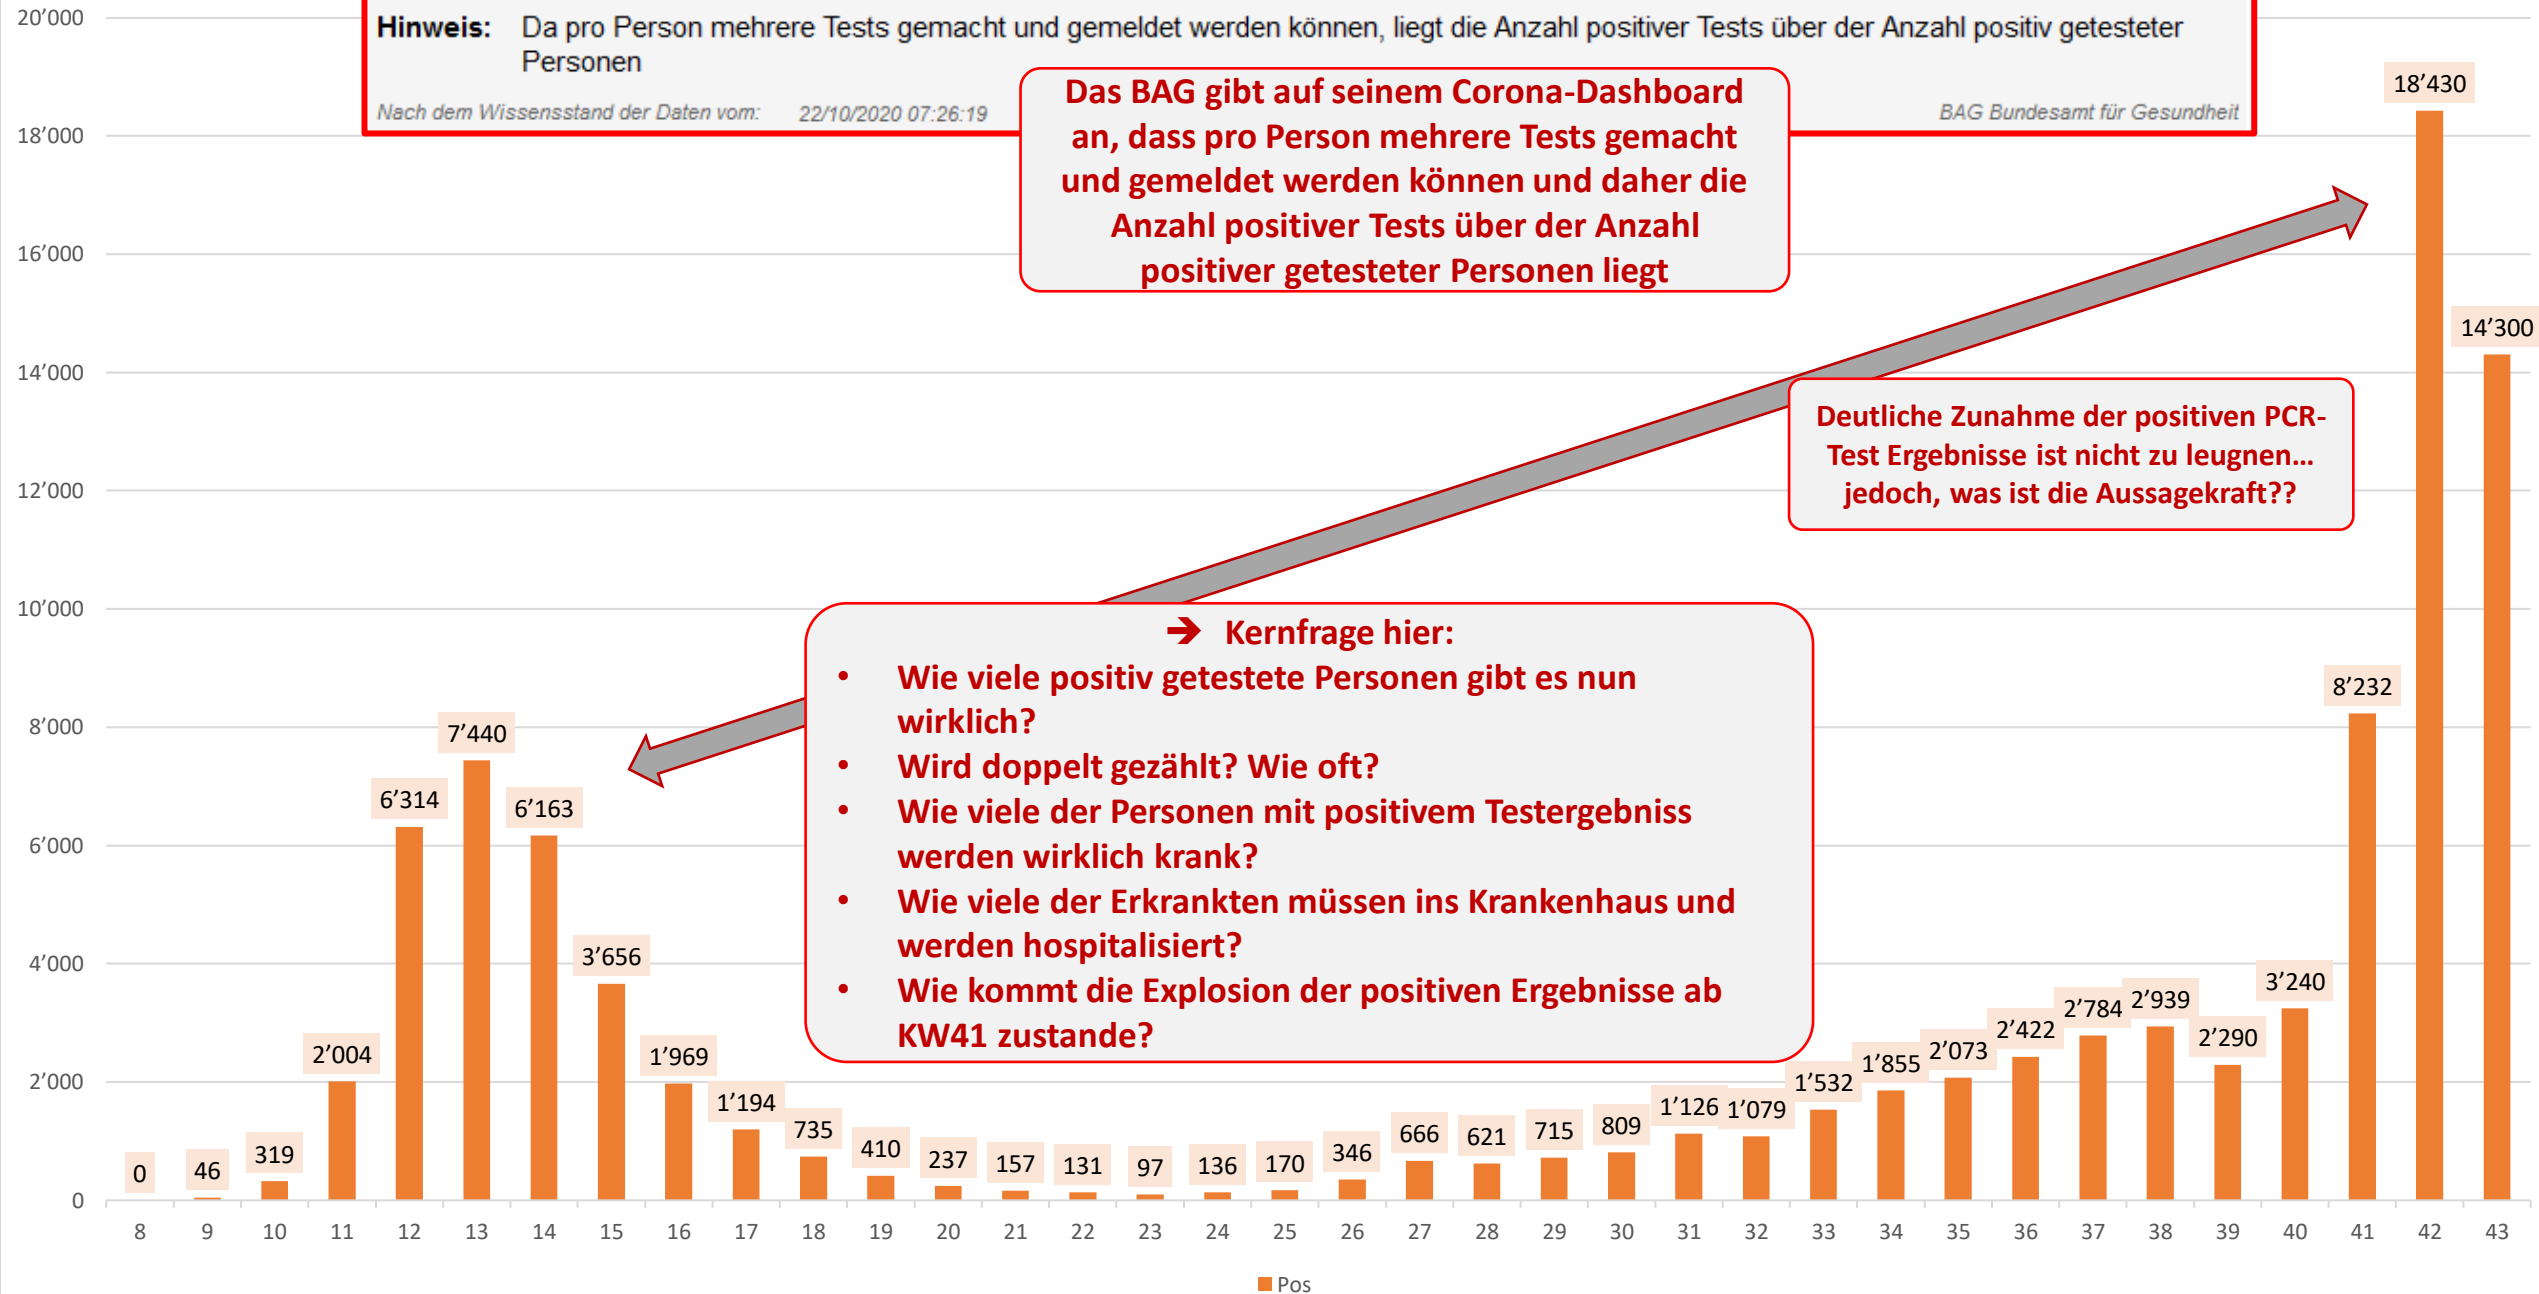 20’000
Hinweis: Da pro Person mehrere Tests gemacht und gemeldet werden können, liegt die Anzahl positiver Tests über der Anzahl positiv getesteter
Personen
Nach dem Wissensstand der Daten vom: 22/10/2020 07:26:19
BAG Bundesamt für Gesundheit
Das BAG gibt auf seinem Corona-Dashboard
an, dass pro Person mehrere Tests gemacht
und gemeldet werden können und daher die
Anzahl positiver Tests über der Anzahl
positiver getesteter Personen liegt
18’430
18’000
16’000
14’300
14’000
Deutliche Zunahme der positiven PCR-
Test Ergebnisse ist nicht zu leugnen…
jedoch, was ist die Aussagekraft??
12’000
10’000
➔ Kernfrage hier:
• Wie viele positiv getestete Personen gibt es nun
wirklich?
• Wird doppelt gezählt? Wie oft?
• Wie viele der Personen mit positivem Testergebniss
werden wirklich krank?
• Wie viele der Erkrankten müssen ins Krankenhaus und
werden hospitalisiert?
• Wie kommt die Explosion der positiven Ergebnisse ab
KW41 zustande?
8’000
6’000
4’000
2’000
0
0 46 319 2’004 6’314 7’440 6’163 3’656 1’969 1’194 735 410 237 157 131 97 136 170 346 666 621 715 809 1’126 1’079 1’532 1’855 2’073 2’422 2’784 2’939 2’290 3’240 8’232
8 9 10 11 12 13 14 15 16 17 18 19 20 21 22 23 24 25 26 27 28 29 30 31 32 33 34 35 36 37 38 39 40 41 42 43
Pos